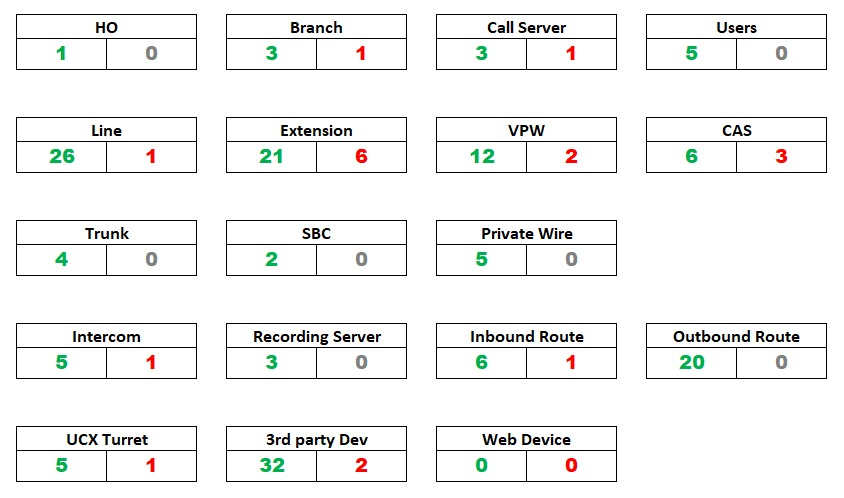 HO Branch Call Server Users
1 0 3 1 3 1 5 0
Line Extension VPW CAS
26 1 21 6 12 2 6 3
Trunk SBC Private Wire
4 0 2 0 5 0
Intercom Recording Server Inbound Route Outbound Route
5 1 3 0 6 1 20 0
UCX Turret 3rd party Dev Web Device
5 1 32 2 0 0